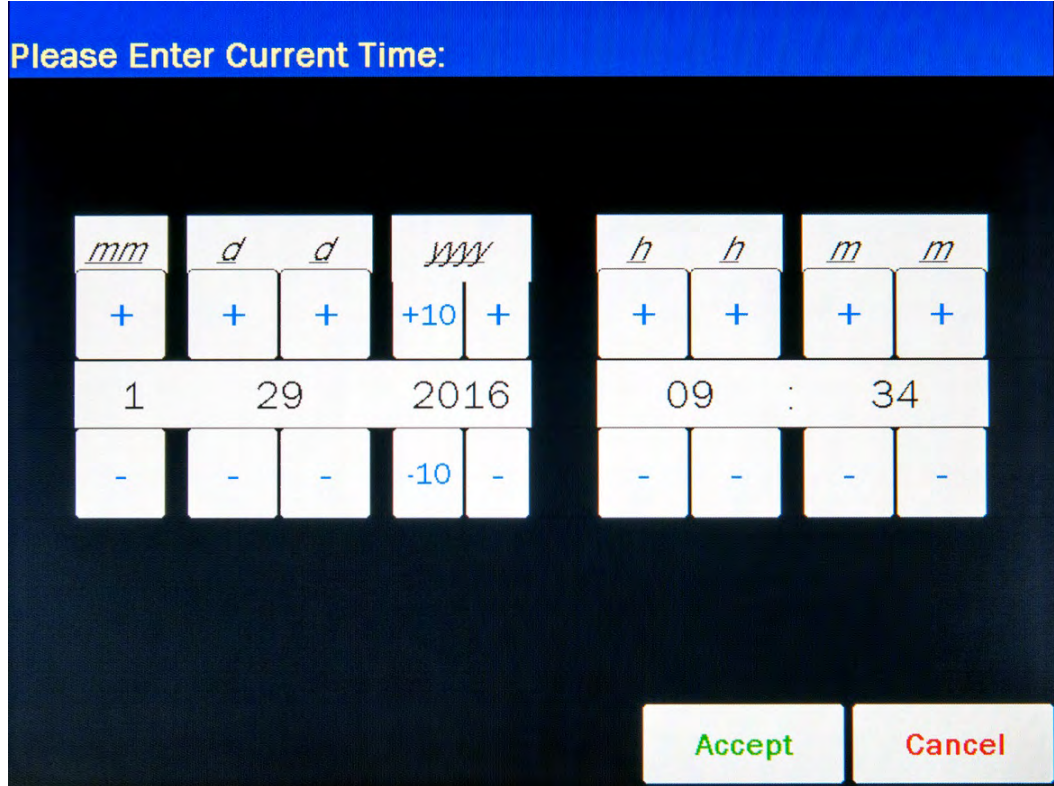 Please Enter Current Time:
mm d d yyyy h h m m
+ + + +10 + + + + +
1 29 2016 09 : 34
- - - -10 - - - - -
Accept Cancel